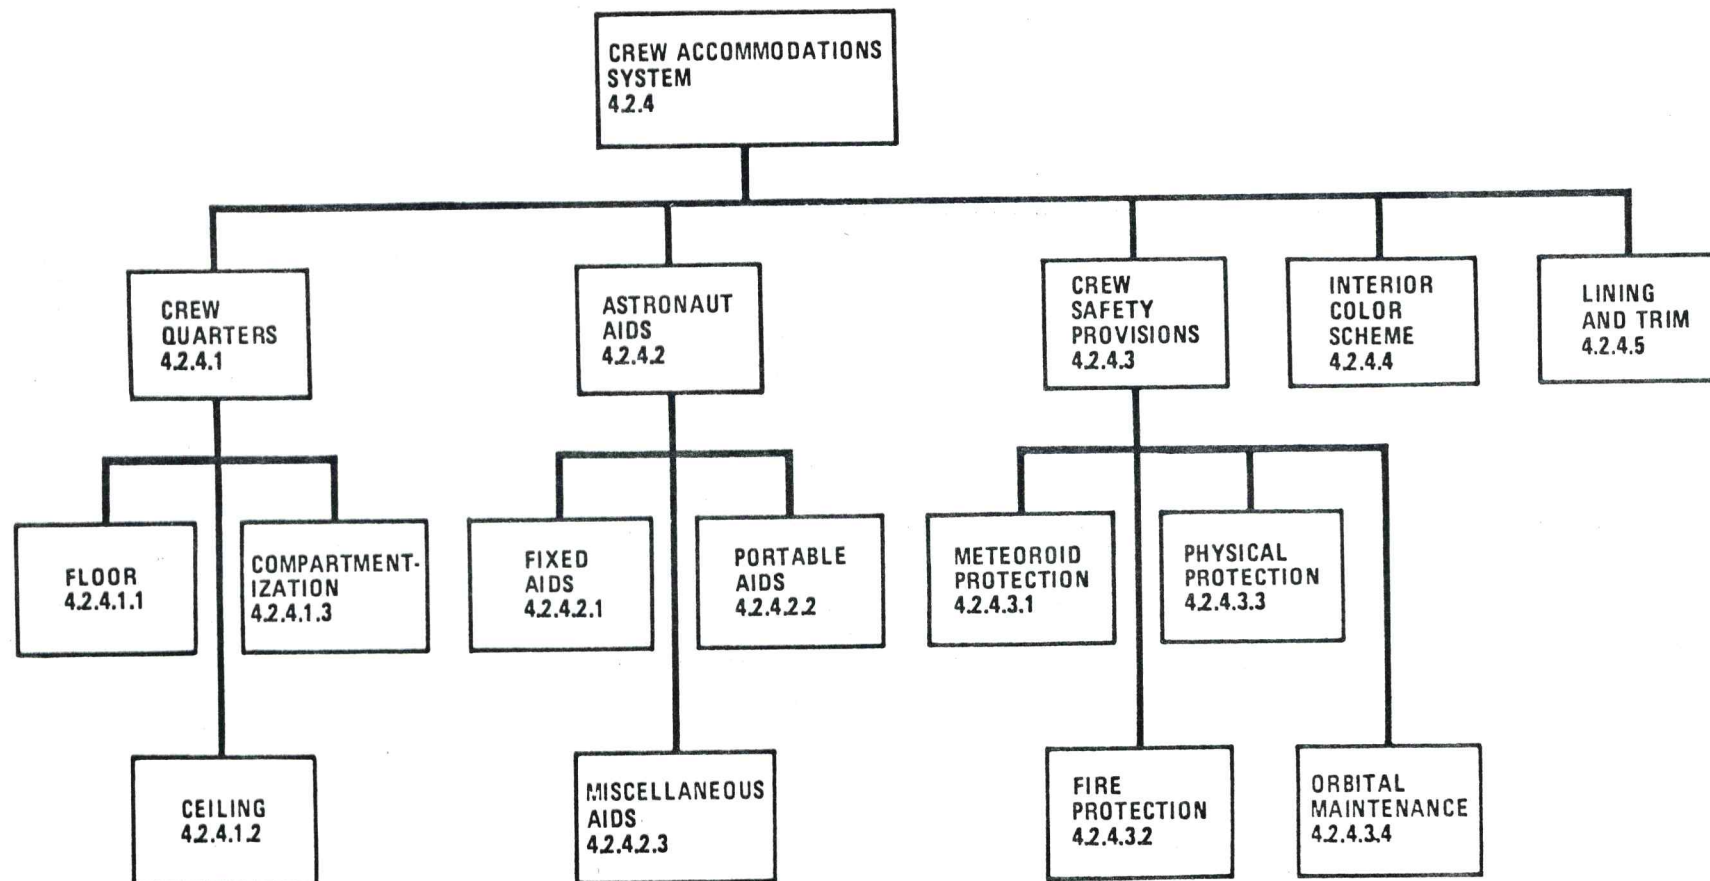 CREW ACCOMMODATIONS
SYSTEM
4.2.4
CREW
QUARTERS
4.2.4.1
ASTRONAUT
AIDS
4.2.4.2
CREW
SAFETY
PROVISIONS
4.2.4.3
INTERIOR
COLOR
SCHEME
4.2.4.4
LINING
AND TRIM
4.2.4.5
FLOOR
4.2.4.1.1
COMPARTMENT-
IZATION
4.2.4.1.3
FIXED
AIDS
4.2.4.2.1
PORTABLE
AIDS
4.2.4.2.2
METEOROID
PROTECTION
4.2.4.3.1
PHYSICAL
PROTECTION
4.2.4.3.3
CEILING
4.2.4.1.2
MISCELLANEOUS
AIDS
4.2.4.2.3
FIRE
PROTECTION
4.2.4.3.2
ORBITAL
MAINTENANCE
4.2.4.3.4